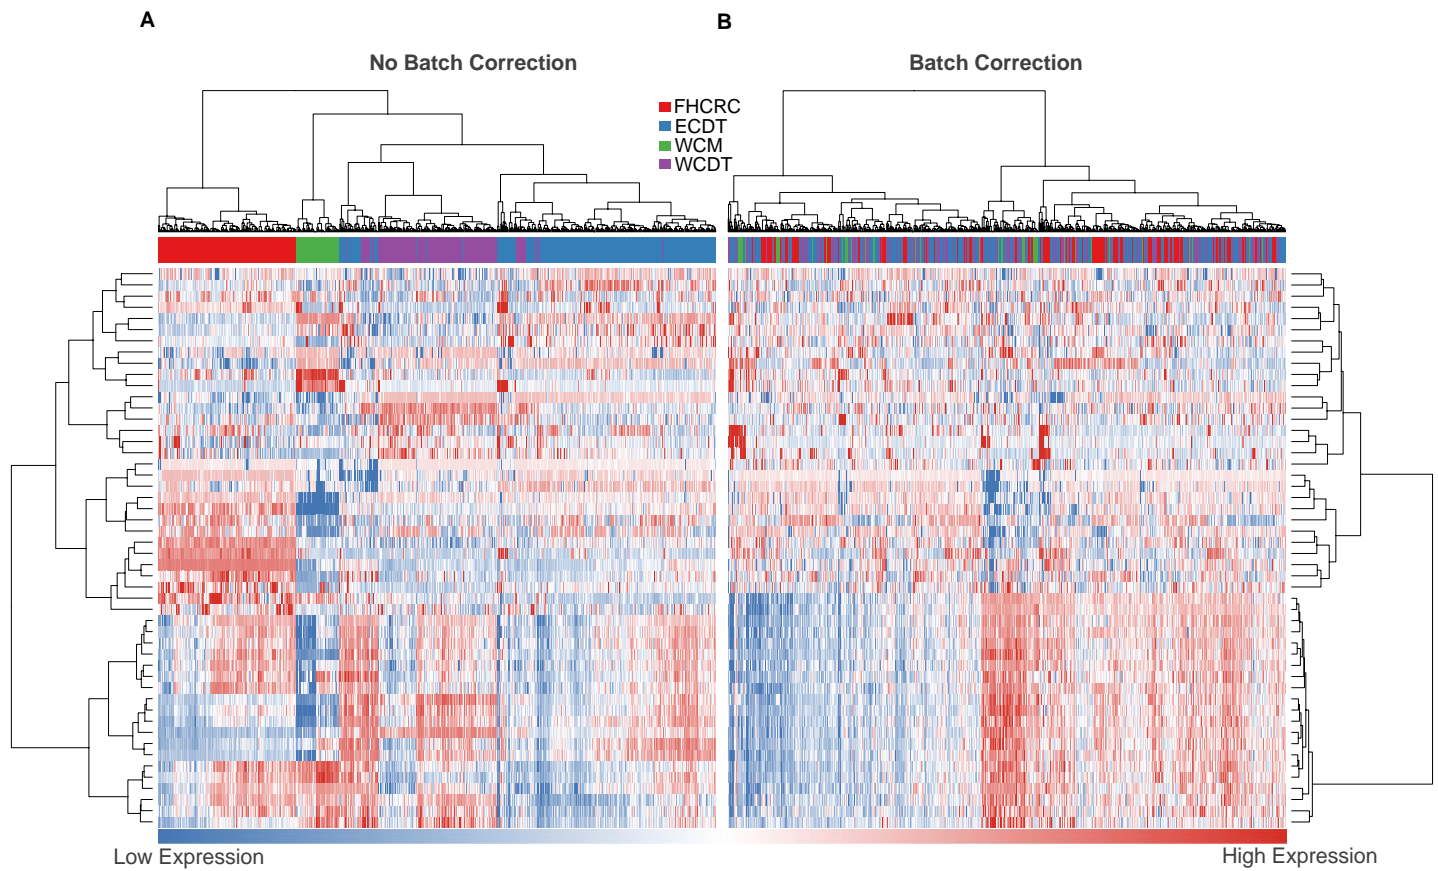 A
B
No Batch Correction
Batch Correction
FHCRC
ECDT
WCM
WCDT
Low Expression
High Expression